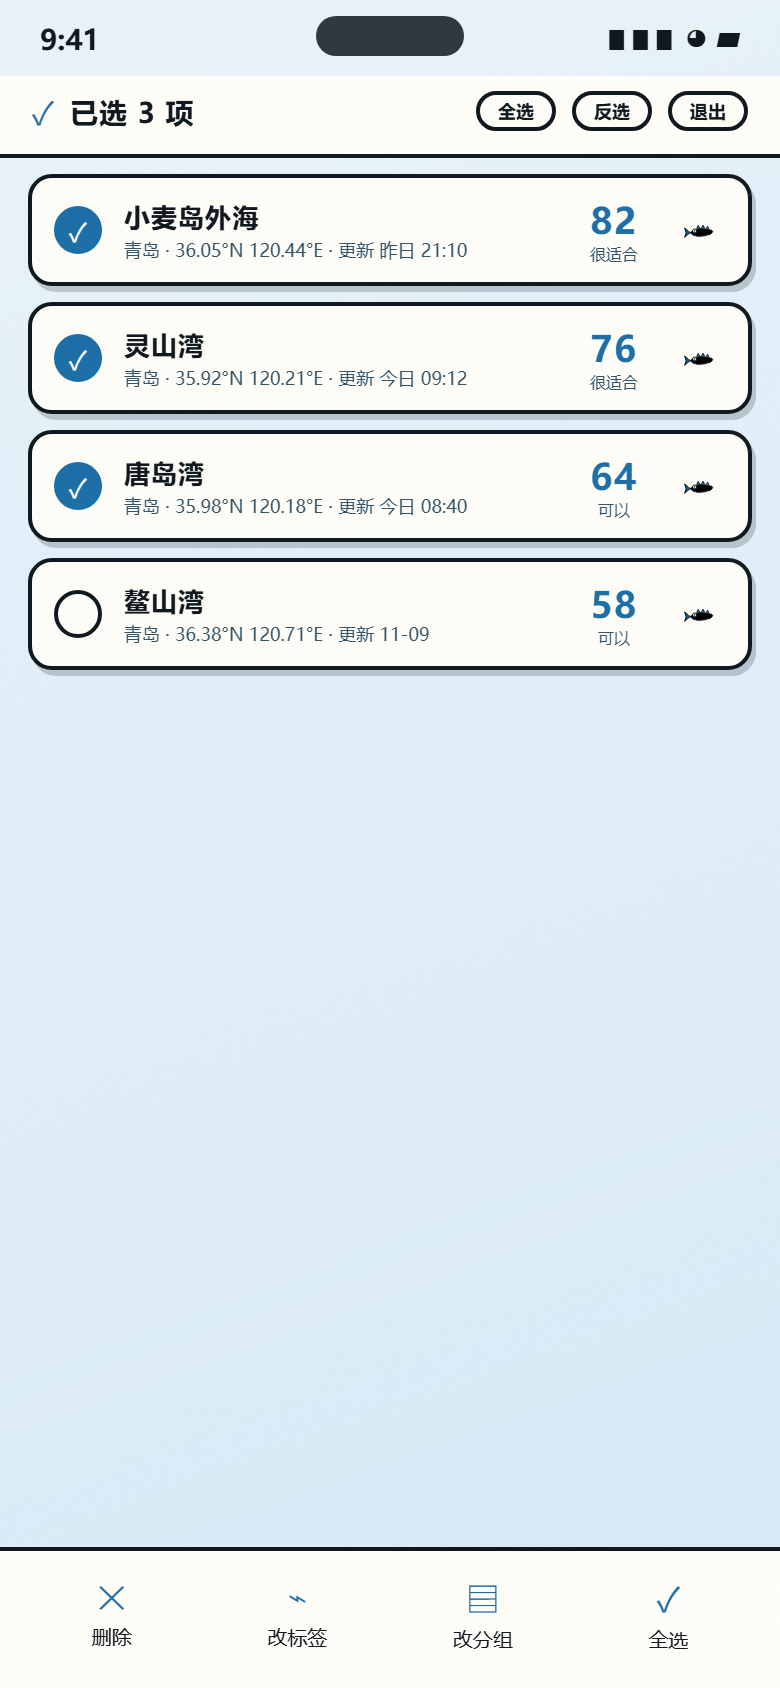 9:41
✓ 已选 3 项 全选 反选 退出
小麦岛外海
青岛 · 36.05°N 120.44°E · 更新 昨日 21:10
82
很适合
灵山湾
青岛 · 35.92°N 120.21°E · 更新 今日 09:12
76
很适合
唐岛湾
青岛 · 35.98°N 120.18°E · 更新 今日 08:40
64
可以
鳌山湾
青岛 · 36.38°N 120.71°E · 更新 11-09
58
可以
删除 改标签 改分组 全选